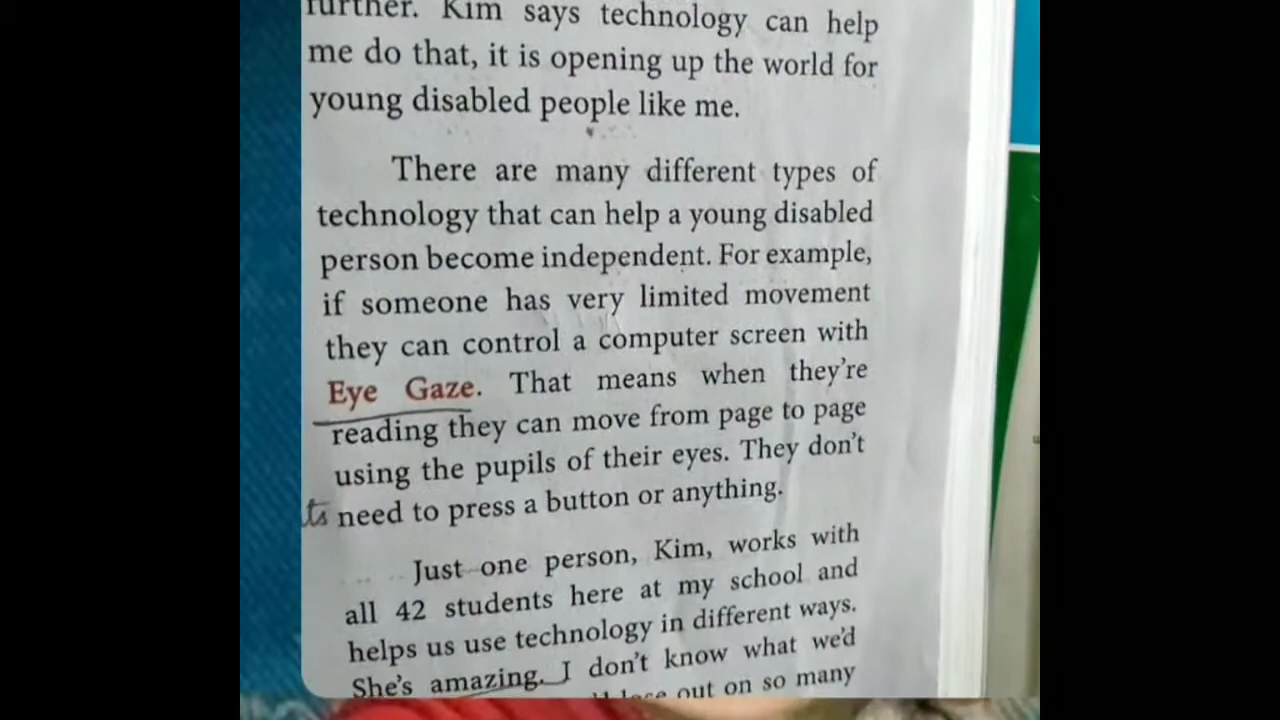 further. Kim says technology can help
me do that, it is opening up the world for
young disabled people like me.
There are many different types of
technology that can help a young disabled
person become independent. For example,
if someone has very limited movement
they can control a computer screen with
Eye Gaze. That means when they're
reading they can move from page to page
using the pupils of their eyes. They don't
ts need to press a button or anything.
Just one person, Kim, works with
all 42 students here at my school and
helps us use technology in different ways.
She's amazing. I don't know what we'd
out on so many